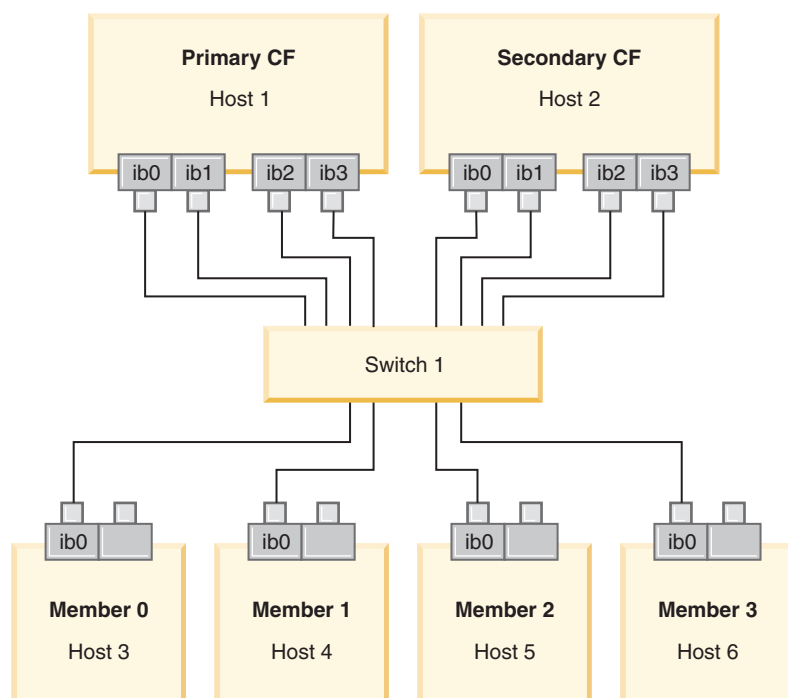 Primary CF
Host 1
ib0 ib1 ib2 ib3
Secondary CF
Host 2
ib0 ib1 ib2 ib3
Switch 1
ib0
Member 0
Host 3
ib0
Member 1
Host 4
ib0
Member 2
Host 5
ib0
Member 3
Host 6